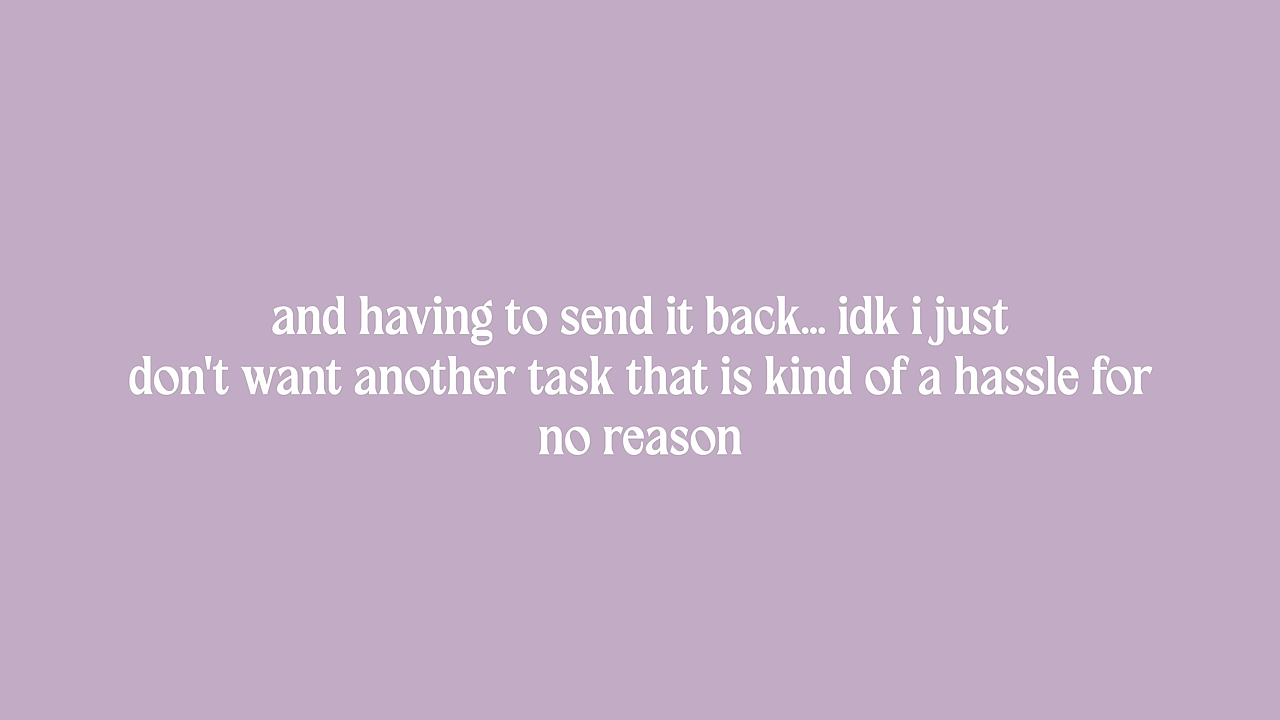 and having to send it back... idk i just
don't want another task that is kind of a hassle for
no reason